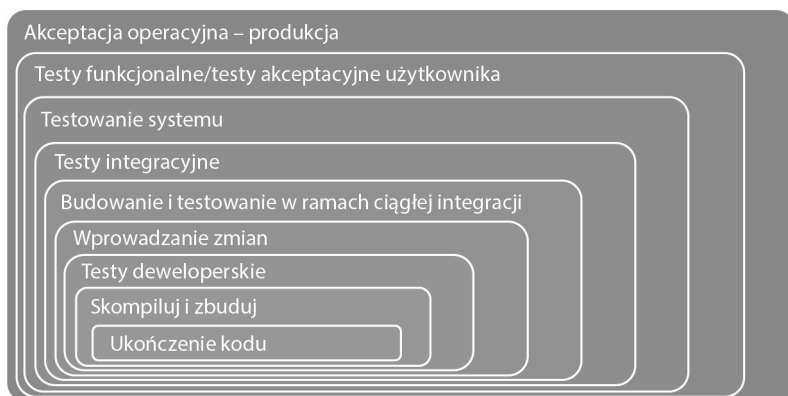 Akceptacja operacyjna – produkcja
Testy funkcjonalne/testy akceptacyjne użytkownika
Testowanie systemu
Testy integracyjne
Budowanie i testowanie w ramach ciągłej integracji
Wprowadzanie zmian
Testy deweloperskie
Skompiluj i zbuduj
Ukończenie kodu